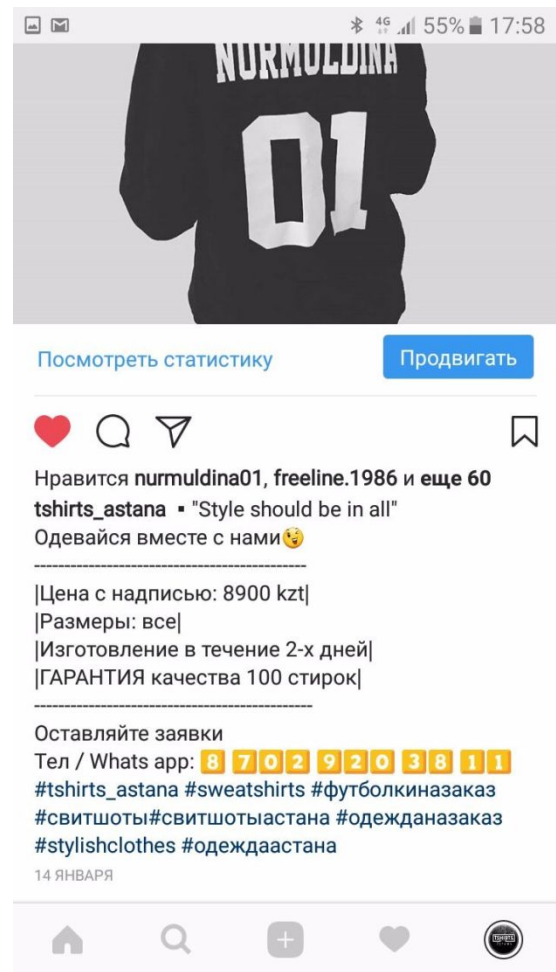 55% 17:58
4G
NURMULDINA
01
Посмотреть статистику
Продвигать
Нравится nurmuldina01, freeline.1986 и еще 60
tshirts_astana ▪ "Style should be in all"
Одевайся вместе с нами😉
---------------------------------------------
|Цена с надписью: 8900 kzt|
|Размеры: все|
|Изготовление в течение 2-х дней|
|ГАРАНТИЯ качества 100 стирок|
----------------------------------------------
Оставляйте заявки
Тел / Whats app: 8 702 920 38 11
#tshirts_astana #sweatshirts #футболкиназаказ
#свитшоты#свитшотыастана #одежданазаказ
#stylishclothes #одеждаастана
14 ЯНВАРЯ
TSHIRTS